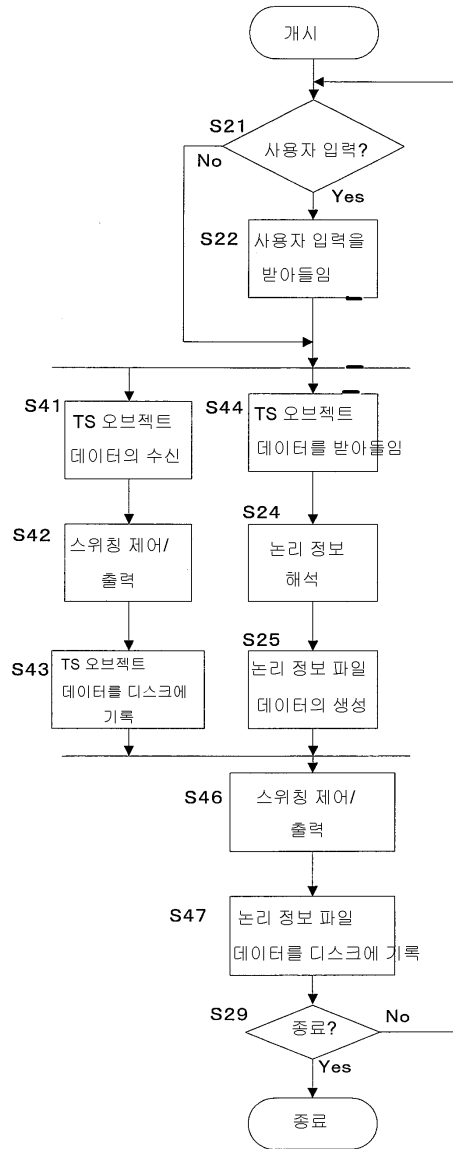 개시
S21
사용자 입력?
No
Yes
S22
사용자 입력을
받아들임
S41
TS 오브젝트
데이터의 수신
S44
TS 오브젝트
데이터를 받아들임
S42
스위칭 제어/
출력
S24
논리 정보
해석
S43
TS 오브젝트
데이터를 디스크에
기록
S25
논리 정보 파일
데이터의 생성
S46
스위칭 제어/
출력
S47
논리 정보 파일
데이터를 디스크에 기록
S29
종료?
No
Yes
종료